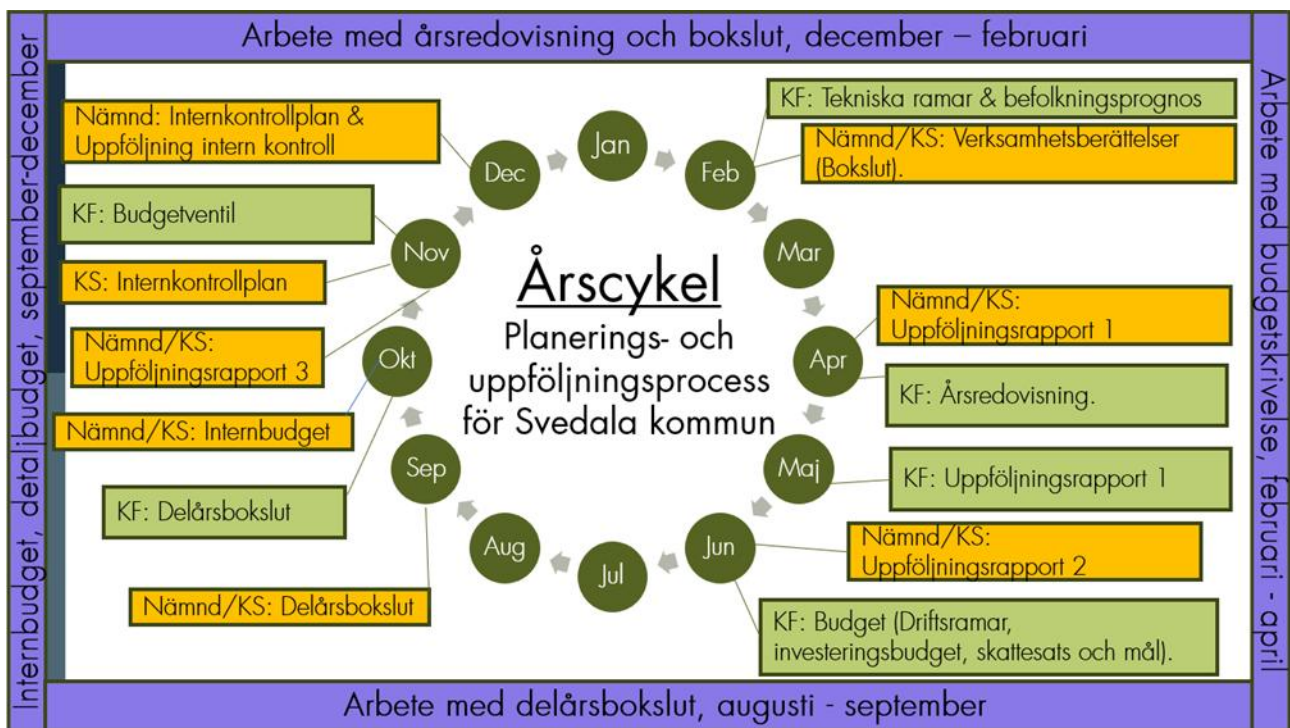 Arbete med årsredovisning och bokslut, december – februari
Internbudget, detaljbudget, september-december
Arbete med budgetskrivelse, februari - april
Nämnd: Internkontrollplan &
Uppföljning intern kontroll
KF: Budgetventil
KS: Internkontrollplan
Nämnd/KS:
Uppföljningsrapport 3
Nämnd/KS: Internbudget
KF: Delårsbokslut
Nämnd/KS: Delårsbokslut
Jan
Feb
Mar
Apr
Maj
Jun
Jul
Aug
Sep
Okt
Nov
Dec
Årscykel
Planerings- och
uppföljningsprocess
för Svedala kommun
KF: Tekniska ramar & befolkningsprognos
Nämnd/KS: Verksamhetsberättelser
(Bokslut).
Nämnd/KS:
Uppföljningsrapport 1
KF: Årsredovisning.
KF: Uppföljningsrapport 1
Nämnd/KS:
Uppföljningsrapport 2
KF: Budget (Driftsramar,
investeringsbudget, skattesats och mål).
Arbete med delårsbokslut, augusti - september